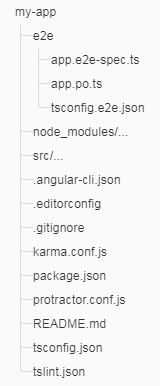 my-app
e2e
app.e2e-spec.ts
app.po.ts
tsconfig.e2e.json
node_modules/...
src/...
.angular-cli.json
.editorconfig
.gitignore
karma.conf.js
package.json
protractor.conf.js
README.md
tsconfig.json
tslint.json